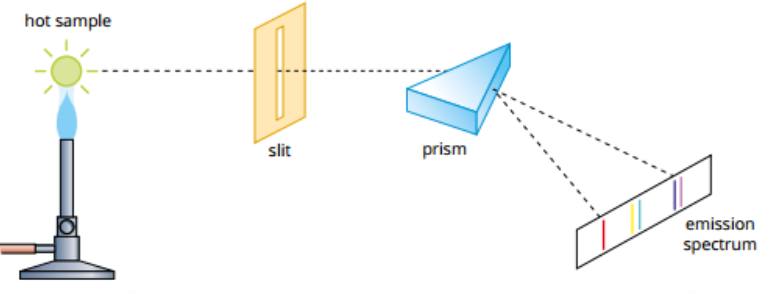 hot sample
slit
prism
emission
spectrum